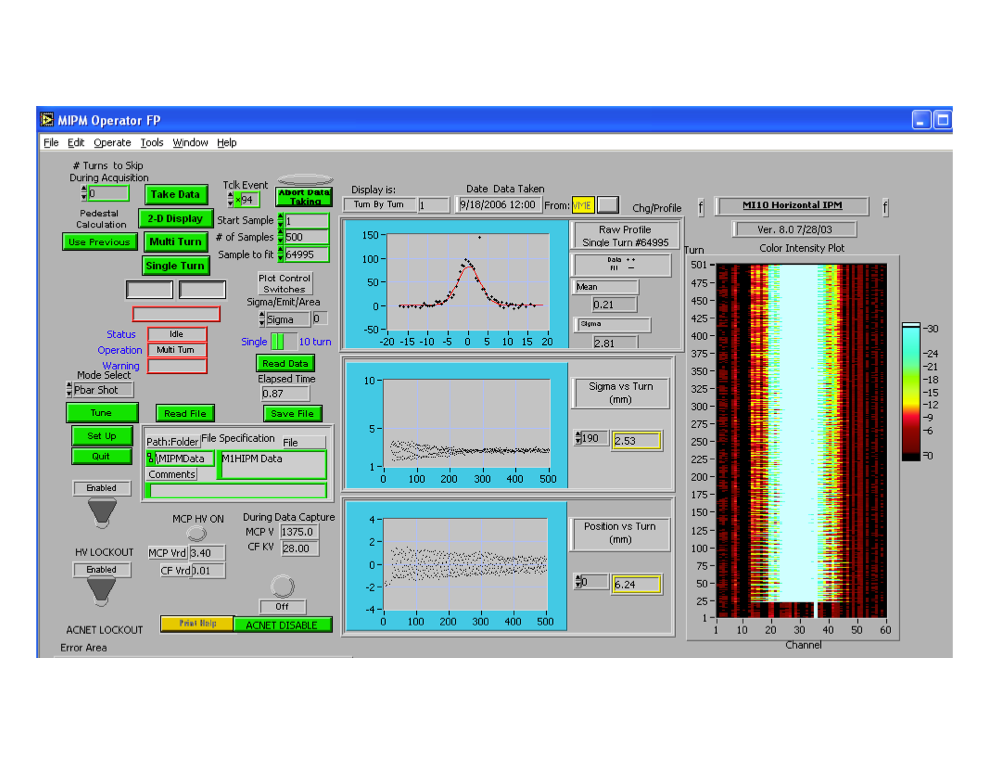 MIPM Operator FP
File Edit Operate Tools Window Help
# Turns to Skip
During Acquisition
0
Take Data
Tclk Event
×94
Abort Data
Taking
Pedestal
Calculation
Use Previous
2-D Display
Multi Turn
Single Turn
Start Sample 1
# of Samples 500
Sample to fit 64995
Plot Control
Switches
Sigma/Emit/Area
Sigma 0
Status Idle
Operation Multi Turn
Warning
Single 10 turn
Read Data
Elapsed Time
0.87
Mode Select
Pbar Shot
Tune
Read File
Save File
Set Up
Quit
Path:Folder File Specification File
\MIPMData M1HIPM Data
Comments
Enabled
MCP HV ON
During Data Capture
MCP V 1375.0
CF KV 28.00
HV LOCKOUT
MCP Vrd 3.40
CF Vrd 0.01
Enabled
Off
Print Help
ACNET DISABLE
ACNET LOCKOUT
Error Area
Display is:
Turn By Turn 1
Date Data Taken
9/18/2006 12:00
From: VME
Chg/Profile
Raw Profile
Single Turn #64995
Data ++
Fit —
Mean
0.21
Sigma
2.81
150
100
50
0
-50
-20 -15 -10 -5 0 5 10 15 20
Sigma vs Turn
(mm)
190 2.53
10
5
1
0 100 200 300 400 500
Position vs Turn
(mm)
0 6.24
4
2
0
-2
-4
0 100 200 300 400 500
f MI10 Horizontal IPM f
Ver. 8.0 7/28/03
Color Intensity Plot
Turn
501
475
450
425
400
375
350
325
300
275
250
225
200
175
150
125
100
75
50
25
1
1 10 20 30 40 50 60
Channel
-30
-24
-21
-18
-15
-12
-9
-6
-0